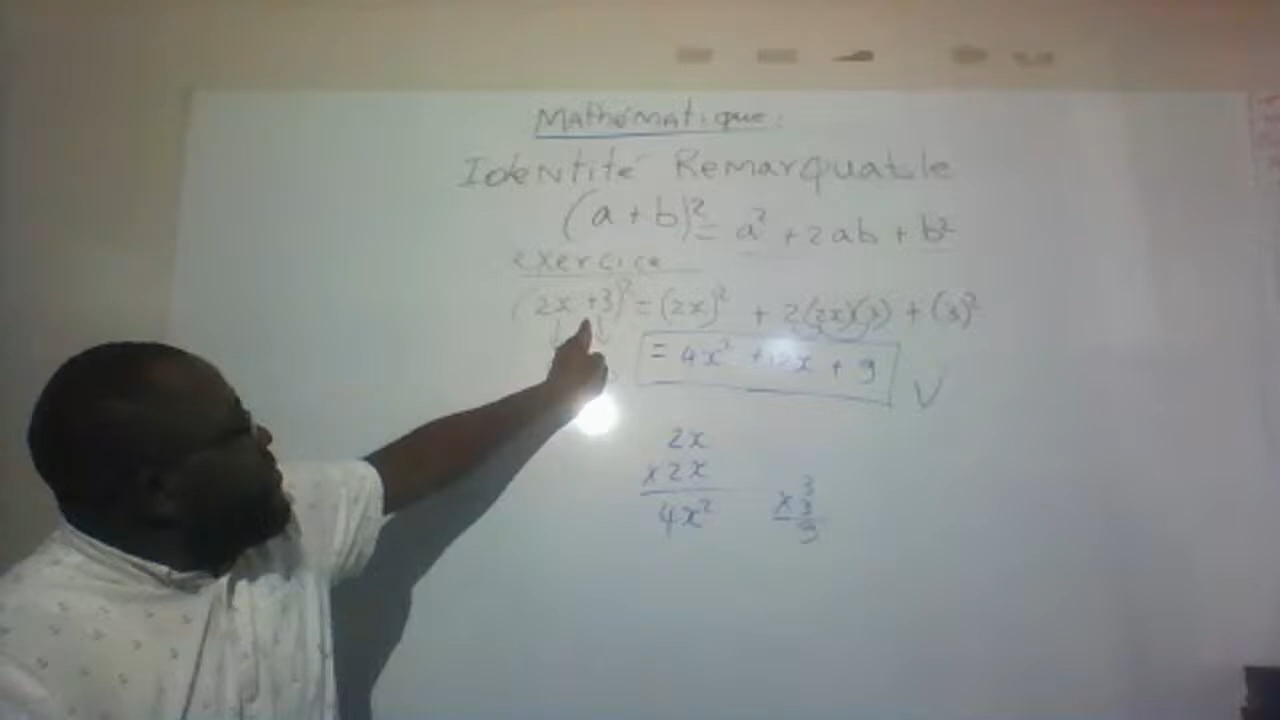 Mathématique:
Identité Remarquable
(a + b)² = a² + 2ab + b²
exercice
(2x + 3)² = (2x)² + 2(2x)(3) + (3)²
= 4x² + 12x + 9 V
2x
x 2x
4x²
3
x 3
9